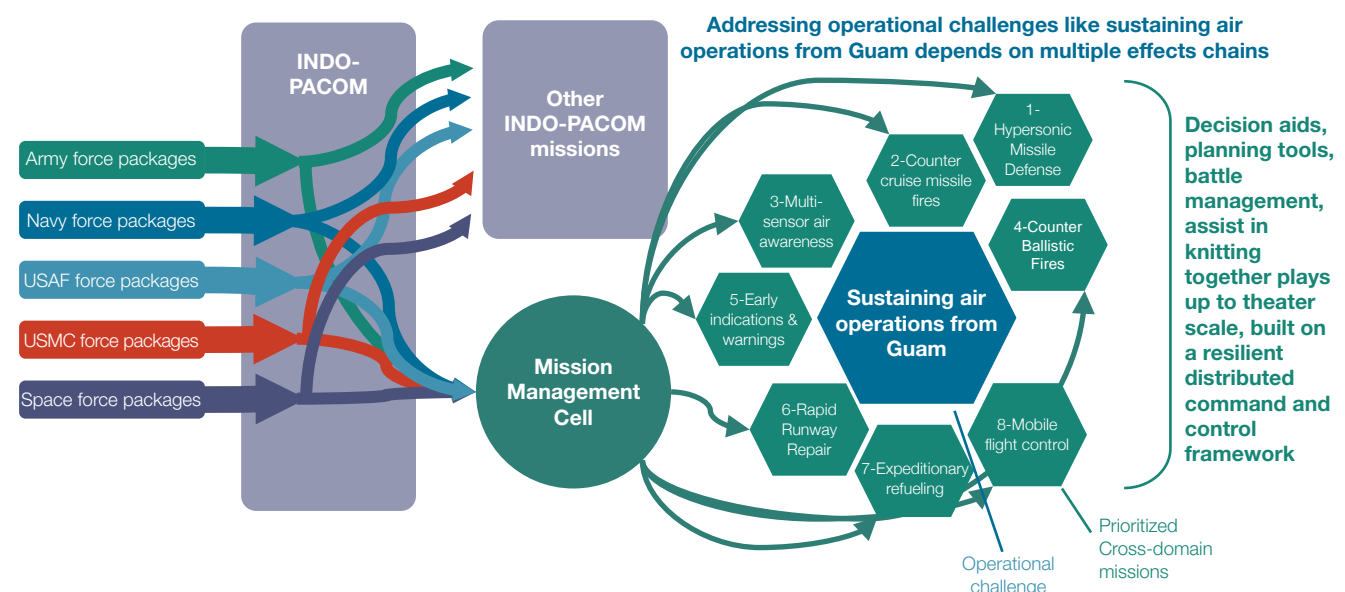 Addressing operational challenges like sustaining air
operations from Guam depends on multiple effects chains
INDO-
PACOM
Other
INDO-PACOM
missions
Army force packages
Navy force packages
USAF force packages
USMC force packages
Space force packages
Mission
Management
Cell
1-
Hypersonic
Missile
Defense
2-Counter
cruise missile
fires
3-Multi-
sensor air
awareness
4-Counter
Ballistic
Fires
5-Early
indications &
warnings
Sustaining air
operations from
Guam
6-Rapid
Runway
Repair
7-Expeditionary
refueling
8-Mobile
flight control
Decision aids,
planning tools,
battle
management,
assist in
knitting
together plays
up to theater
scale, built on
a resilient
distributed
command and
control
framework
Operational
challenge
Prioritized
Cross-domain
missions